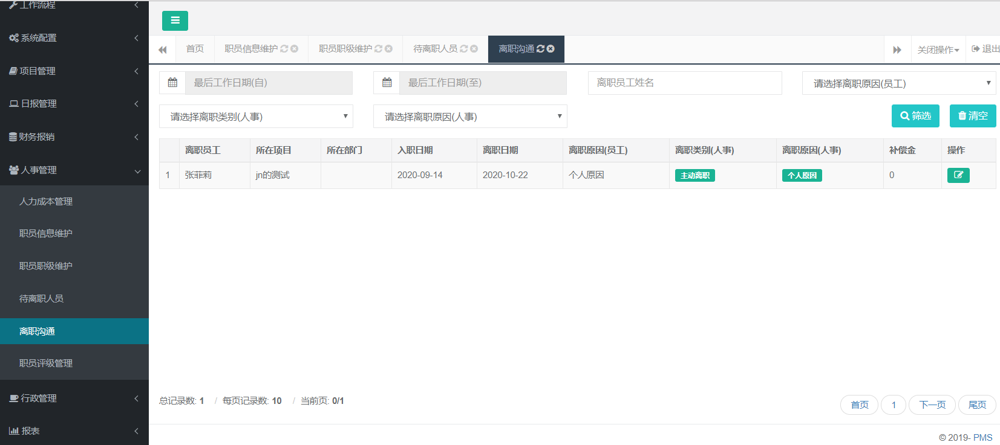 工作流程
系统配置
项目管理
日报管理
财务报销
人事管理
人力成本管理
职员信息维护
职员职级维护
待离职人员
离职沟通
职员评级管理
行政管理
报表
首页 职员信息维护 职员职级维护 待离职人员 离职沟通 关闭操作 退出
最后工作日期(自) 最后工作日期(至) 离职员工姓名 请选择离职原因(员工)
请选择离职类别(人事) 请选择离职原因(人事) 筛选 清空
离职员工 所在项目 所在部门 入职日期 离职日期 离职原因(员工) 离职类别(人事) 离职原因(人事) 补偿金 操作
1 张菲莉 jn的测试 2020-09-14 2020-10-22 个人原因 主动离职 个人原因 0
总记录数: 1 / 每页记录数: 10 / 当前页: 0/1
首页 1 下一页 尾页
© 2019- PMS